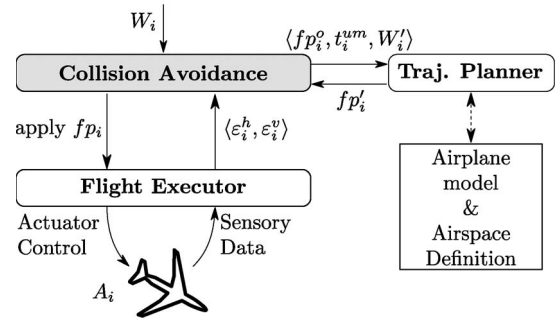 W_i
⟨fp_i^o, t_i^{um}, W_i'⟩
Collision Avoidance
Traj. Planner
fp_i'
apply fp_i
⟨ε_i^h, ε_i^v⟩
Airplane
model
&
Airspace
Definition
Flight Executor
Actuator
Control
Sensory
Data
A_i